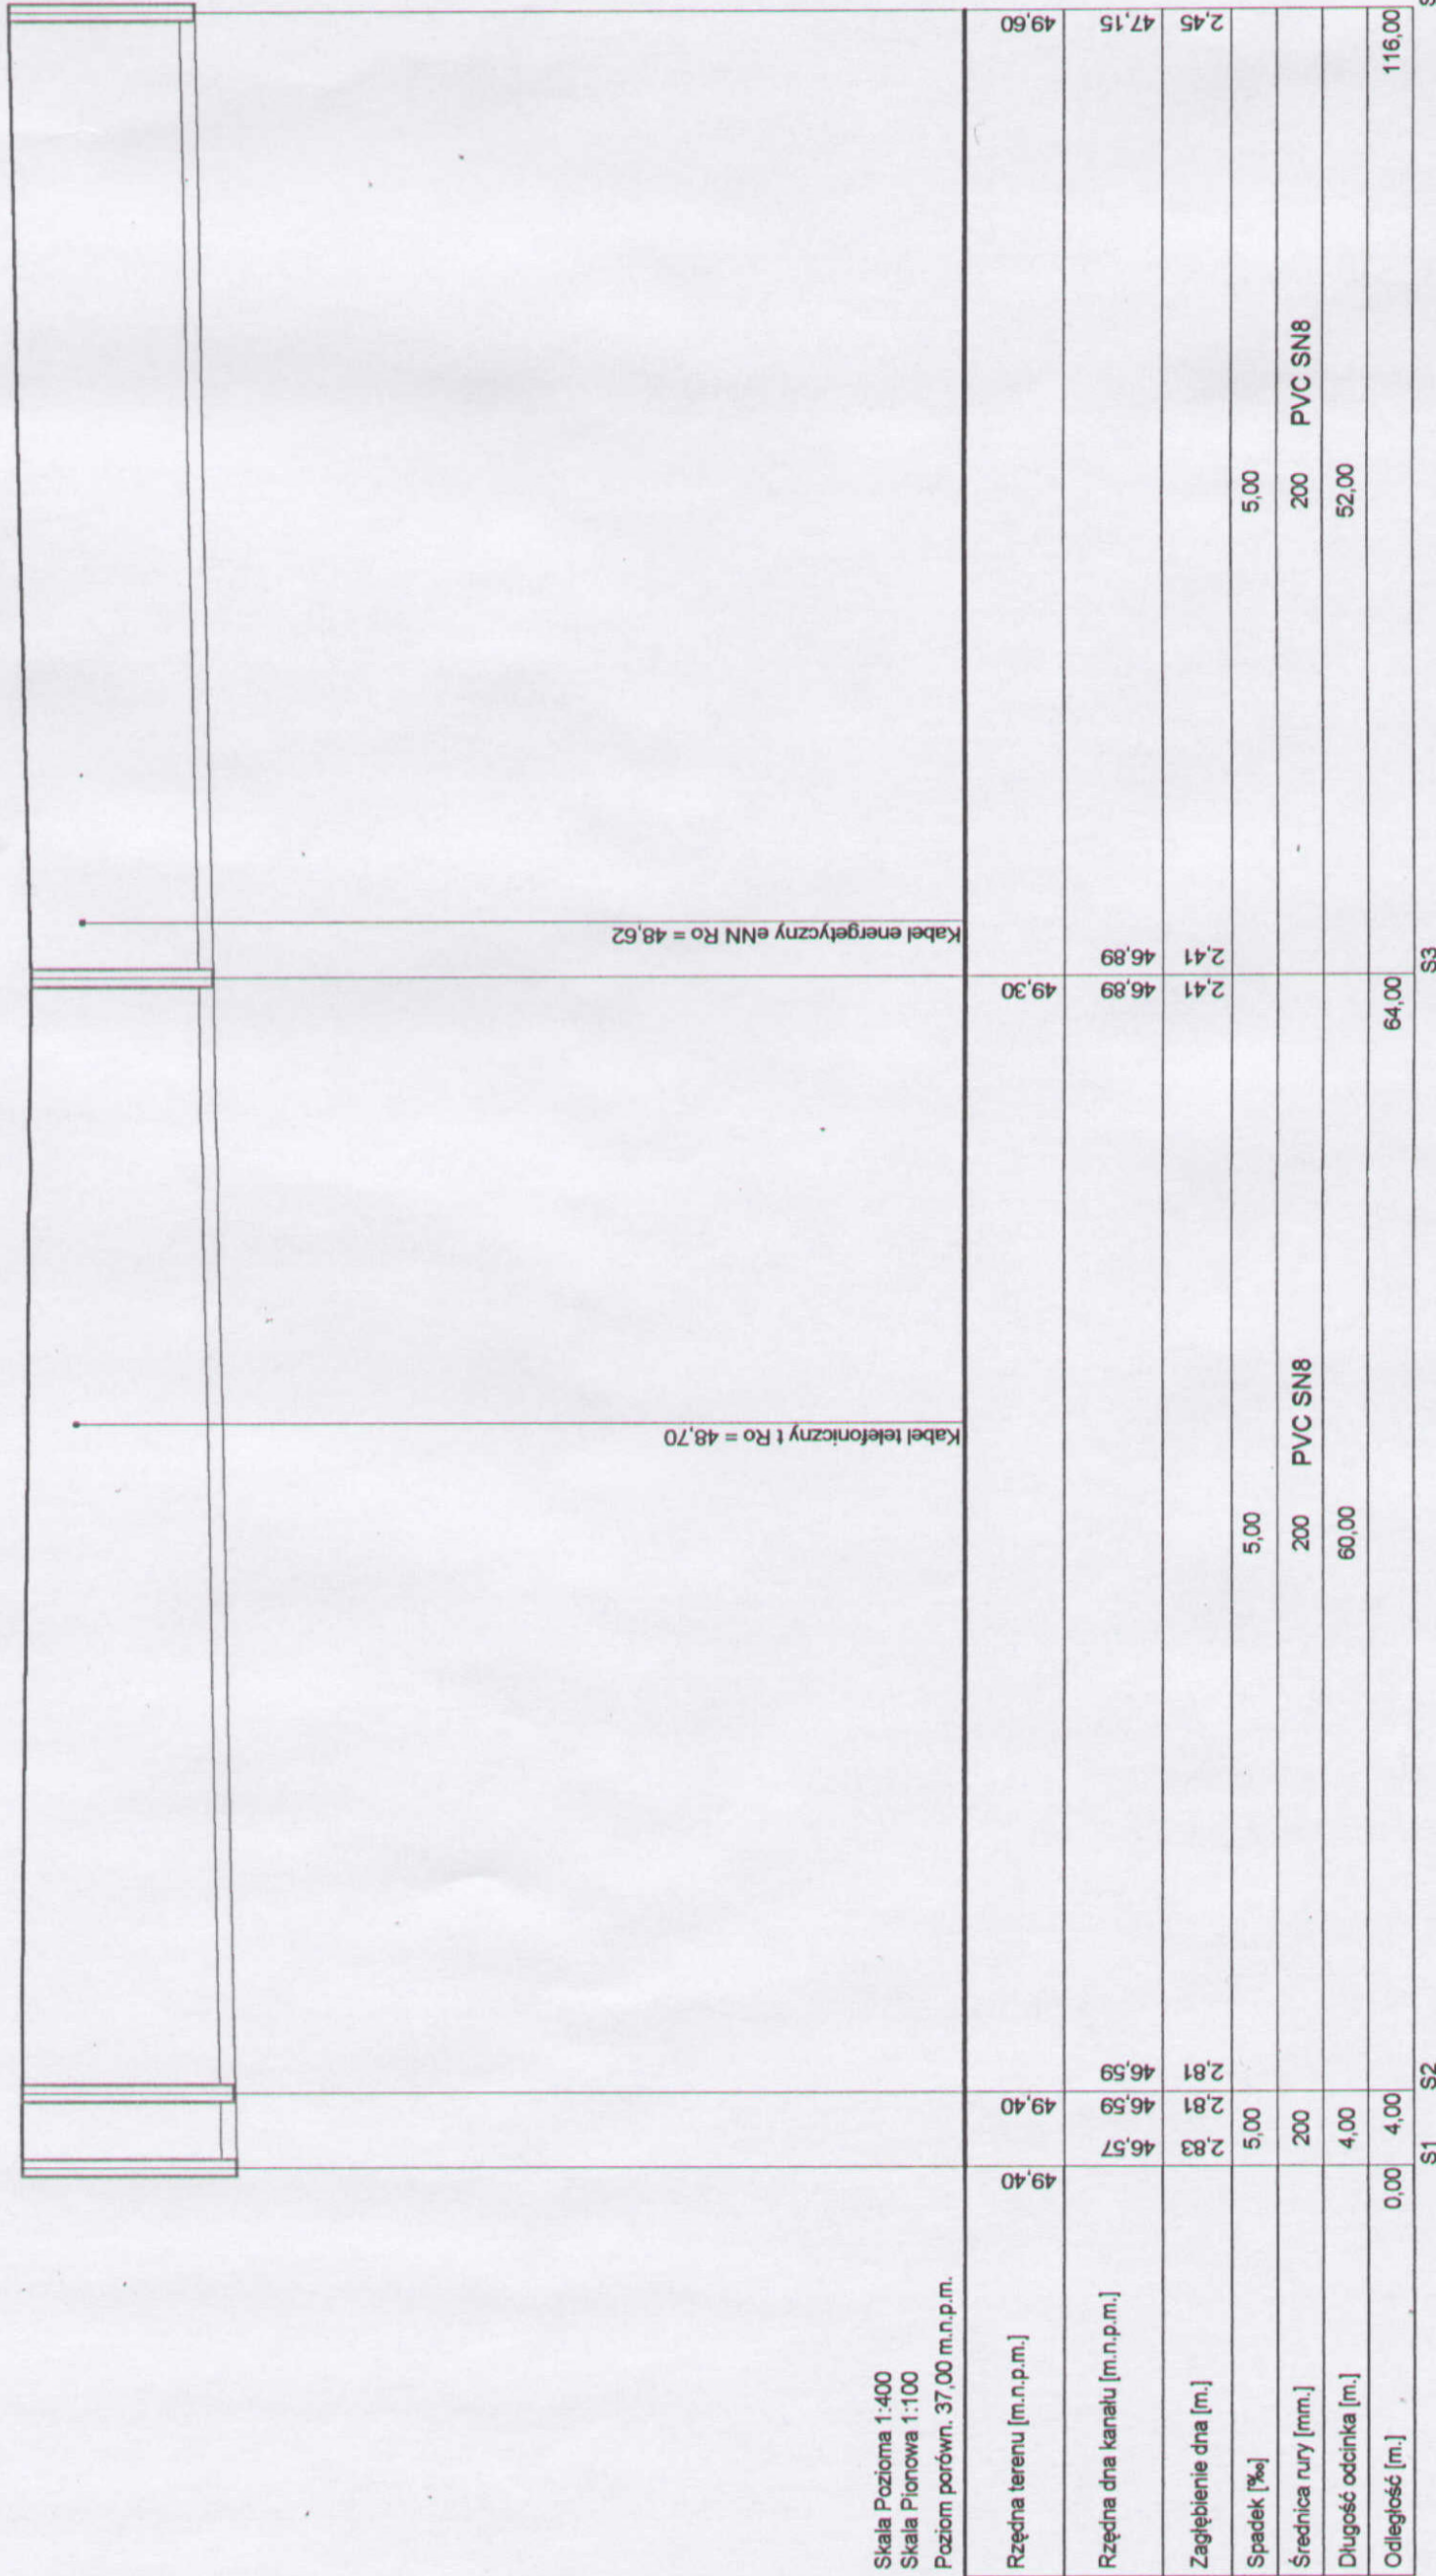 Skala Pozioma 1:400
Skala Pionowa 1:100
Poziom porówn. 37,00 m.n.p.m.
Kabel telefoniczny t Ro = 48,70
Kabel energetyczny eNN Ro = 48,62
Rzędna terenu [m.n.p.m.] 49,40 49,40 49,30 49,60
Rzędna dna kanału [m.n.p.m.] 46,57 46,59 46,59 46,89 46,89 47,15
Zagłębienie dna [m.] 2,83 2,81 2,81 2,41 2,41 2,45
Spadek [‰] 5,00 5,00 5,00
Średnica rury [mm.] 200 200 PVC SN8 200 PVC SN8
Długość odcinka [m.] 4,00 60,00 52,00
Odległość [m.] 0,00 4,00 64,00 116,00
S1 S2 S3